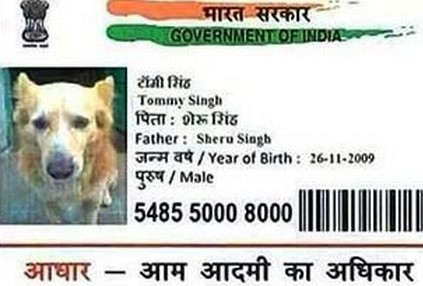 भारत सरकार
GOVERNMENT OF INDIA
टॉमी सिंह
Tommy Singh
पिता : शेरू सिंह
Father : Sheru Singh
जन्म वर्ष / Year of Birth : 26-11-2009
पुरुष / Male
5485 5000 8000
आधार — आम आदमी का अधिकार